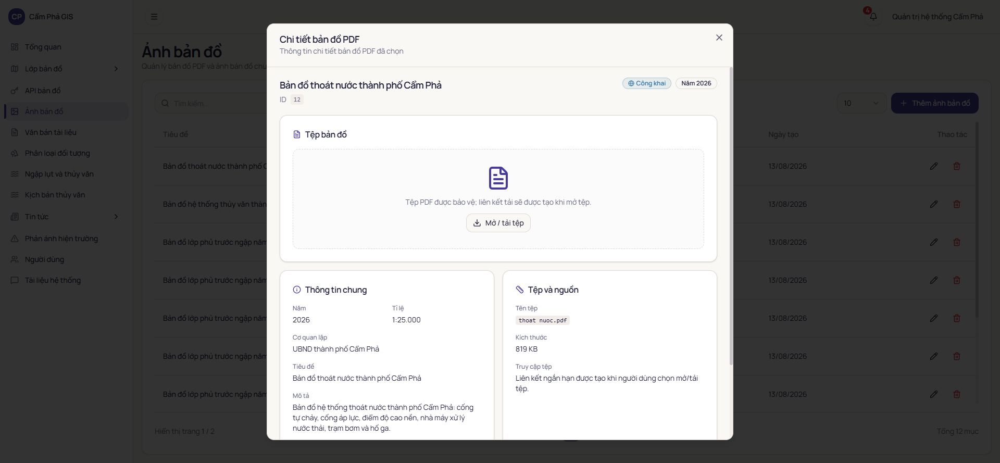 CP
Cẩm Phả GIS
Tổng quan
Lớp bản đồ
API bản đồ
Ảnh bản đồ
Văn bản tài liệu
Phân loại đối tượng
Ngập lụt và thủy văn
Kịch bản thủy văn
Tin tức
Phản ánh hiện trường
Người dùng
Tài liệu hệ thống
4
Quản trị hệ thống Cẩm Phả
Ảnh bản đồ
Quản lý bản đồ PDF và ảnh bản đồ
Tìm kiếm...
10
Thêm ảnh bản đồ
Tiêu đề
Ngày tạo
Thao tác
Bản đồ thoát nước thành phố
13/08/2026
Bản đồ hệ thống thủy văn thàn
13/08/2026
Bản đồ lớp phủ trước ngập năm
13/08/2026
Bản đồ lớp phủ trước ngập năm
13/08/2026
Bản đồ lớp phủ trước ngập năm
13/08/2026
Bản đồ lớp phủ trước ngập năm
13/08/2026
Bản đồ lớp phủ trước ngập năm
13/08/2026
Hiển thị trang 1 / 2
Tổng 12 mục
Chi tiết bản đồ PDF
Thông tin chi tiết bản đồ PDF đã chọn
Bản đồ thoát nước thành phố Cẩm Phả
Công khai
Năm 2026
ID 12
Tệp bản đồ
Tệp PDF được bảo vệ; liên kết tải sẽ được tạo khi mở tệp.
Mở / tải tệp
Thông tin chung
Năm
2026
Tỉ lệ
1:25.000
Cơ quan lập
UBND thành phố Cẩm Phả
Tiêu đề
Bản đồ thoát nước thành phố Cẩm Phả
Mô tả
Bản đồ hệ thống thoát nước thành phố Cẩm Phả: cống
tự chảy, cống áp lực, điểm độ cao nền, nhà máy xử lý
nước thải, trạm bơm và hố ga.
Tệp và nguồn
Tên tệp
thoat nuoc.pdf
Kích thước
819 KB
Truy cập tệp
Liên kết ngắn hạn được tạo khi người dùng chọn mở/tải
tệp.